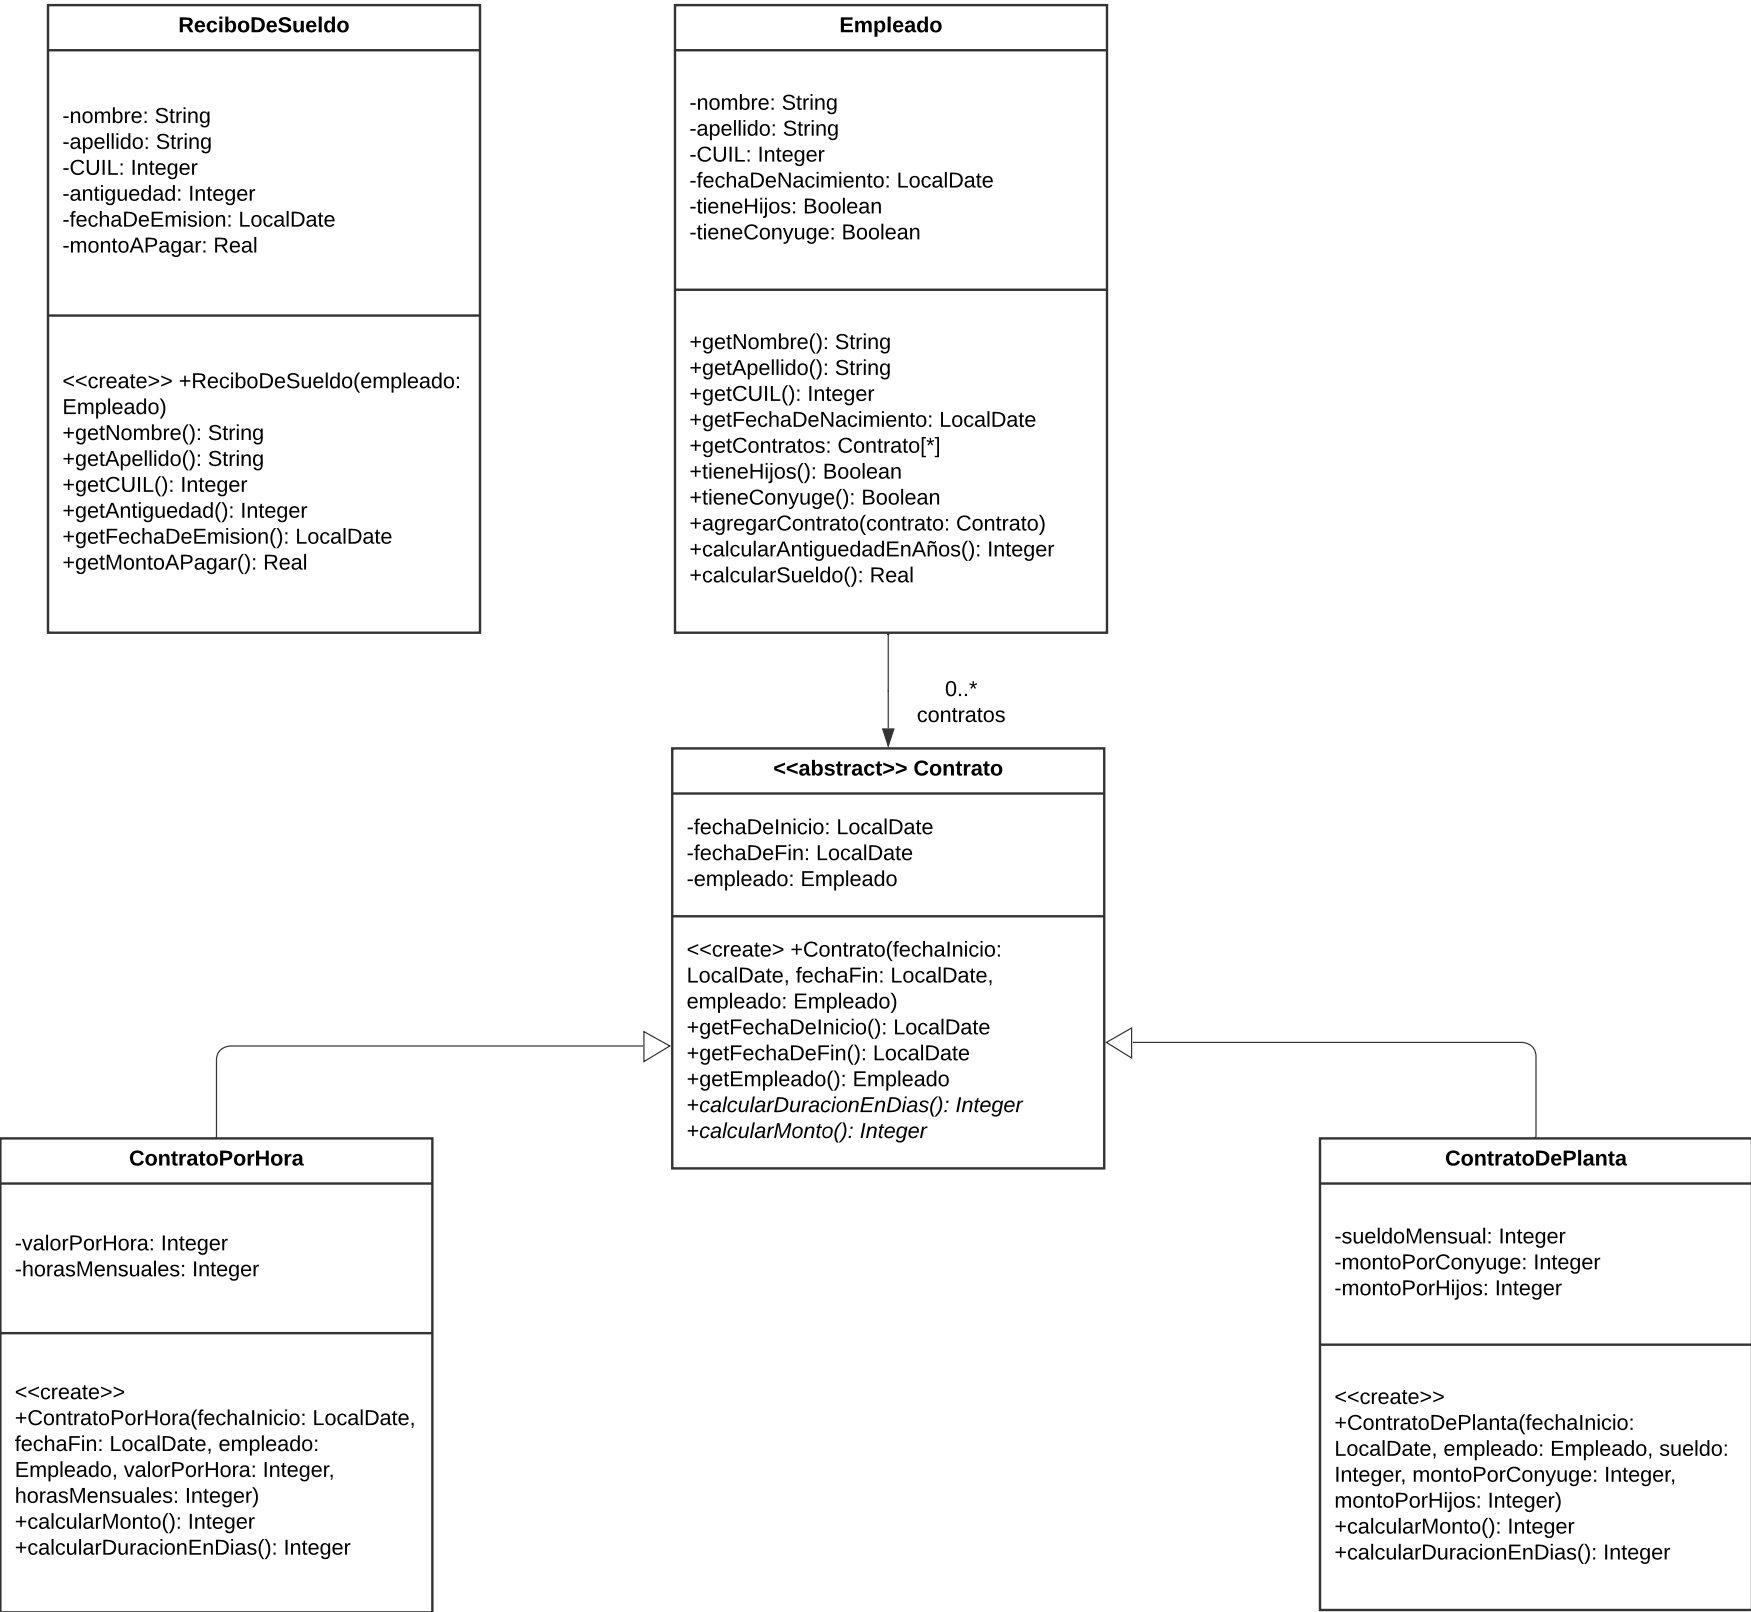 ReciboDeSueldo
-nombre: String
-apellido: String
-CUIL: Integer
-antiguedad: Integer
-fechaDeEmision: LocalDate
-montoAPagar: Real
<<create>> +ReciboDeSueldo(empleado:
Empleado)
+getNombre(): String
+getApellido(): String
+getCUIL(): Integer
+getAntiguedad(): Integer
+getFechaDeEmision(): LocalDate
+getMontoAPagar(): Real
Empleado
-nombre: String
-apellido: String
-CUIL: Integer
-fechaDeNacimiento: LocalDate
-tieneHijos: Boolean
-tieneConyuge: Boolean
+getNombre(): String
+getApellido(): String
+getCUIL(): Integer
+getFechaDeNacimiento: LocalDate
+getContratos: Contrato[*]
+tieneHijos(): Boolean
+tieneConyuge(): Boolean
+agregarContrato(contrato: Contrato)
+calcularAntiguedadEnAños(): Integer
+calcularSueldo(): Real
0..*
contratos
<<abstract>> Contrato
-fechaDeInicio: LocalDate
-fechaDeFin: LocalDate
-empleado: Empleado
<<create> +Contrato(fechaInicio:
LocalDate, fechaFin: LocalDate,
empleado: Empleado)
+getFechaDeInicio(): LocalDate
+getFechaDeFin(): LocalDate
+getEmpleado(): Empleado
+calcularDuracionEnDias(): Integer
+calcularMonto(): Integer
ContratoPorHora
-valorPorHora: Integer
-horasMensuales: Integer
<<create>>
+ContratoPorHora(fechaInicio: LocalDate,
fechaFin: LocalDate, empleado:
Empleado, valorPorHora: Integer,
horasMensuales: Integer)
+calcularMonto(): Integer
+calcularDuracionEnDias(): Integer
ContratoDePlanta
-sueldoMensual: Integer
-montoPorConyuge: Integer
-montoPorHijos: Integer
<<create>>
+ContratoDePlanta(fechaInicio:
LocalDate, empleado: Empleado, sueldo:
Integer, montoPorConyuge: Integer,
montoPorHijos: Integer)
+calcularMonto(): Integer
+calcularDuracionEnDias(): Integer